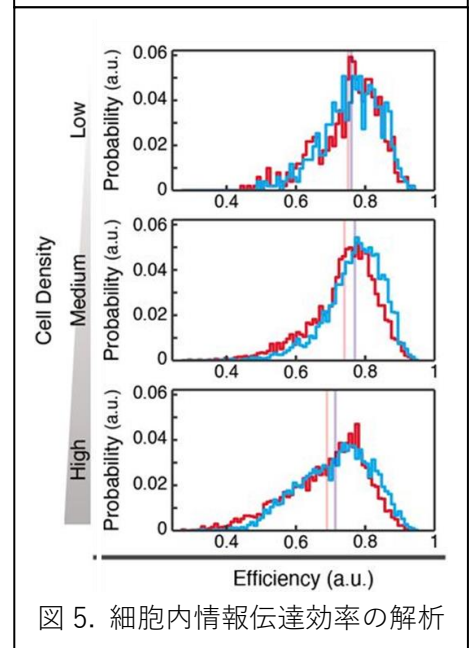 Cell Density
Low
Medium
High
Probability (a.u.)
0.06
0.04
0.02
0
0.4
0.6
0.8
1
Probability (a.u.)
0.06
0.04
0.02
0
0.4
0.6
0.8
1
Probability (a.u.)
0.06
0.04
0.02
0
0.4
0.6
0.8
1
Efficiency (a.u.)
図 5. 細胞内情報伝達効率の解析